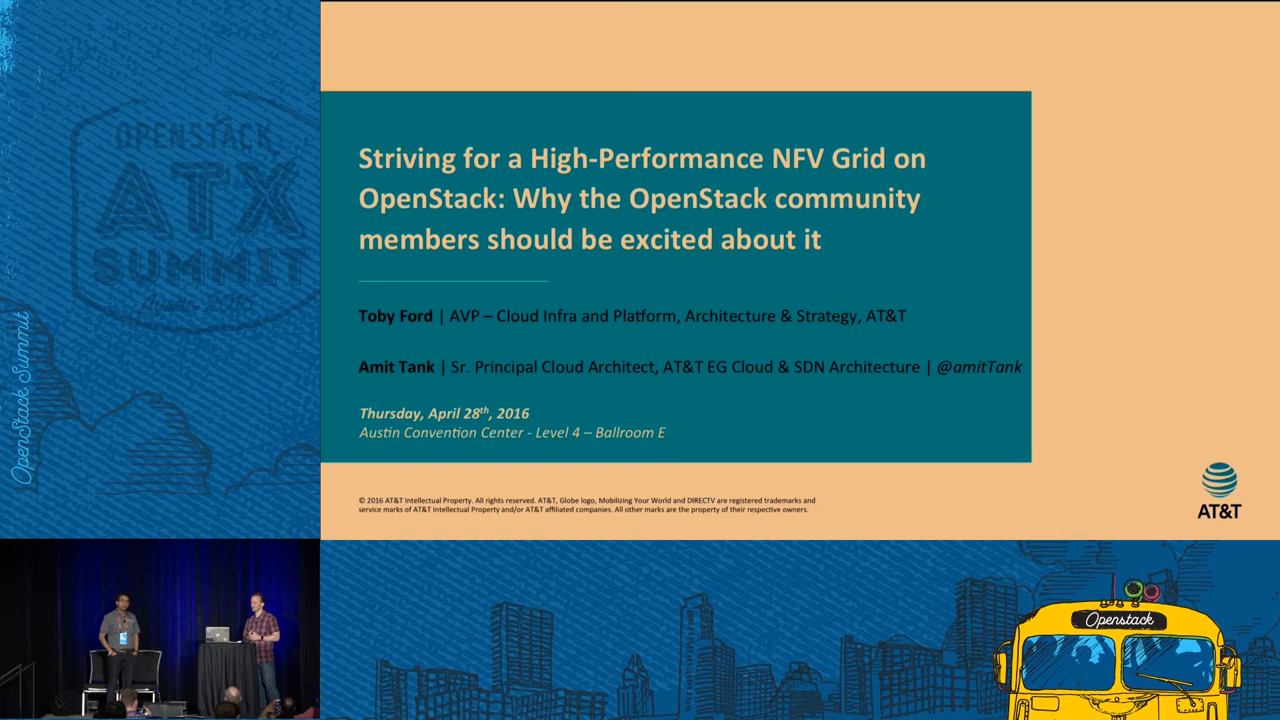 OPENSTACK
ATX
SUMMIT
Austin 2016
OpenStack Summit
Striving for a High-Performance NFV Grid on
OpenStack: Why the OpenStack community
members should be excited about it
Toby Ford | AVP – Cloud Infra and Platform, Architecture & Strategy, AT&T
Amit Tank | Sr. Principal Cloud Architect, AT&T EG Cloud & SDN Architecture | @amitTank
Thursday, April 28th, 2016
Austin Convention Center - Level 4 – Ballroom E
© 2016 AT&T Intellectual Property. All rights reserved. AT&T, Globe logo, Mobilizing Your World and DIRECTV are registered trademarks and
service marks of AT&T Intellectual Property and/or AT&T affiliated companies. All other marks are the property of their respective owners.
AT&T
Openstack